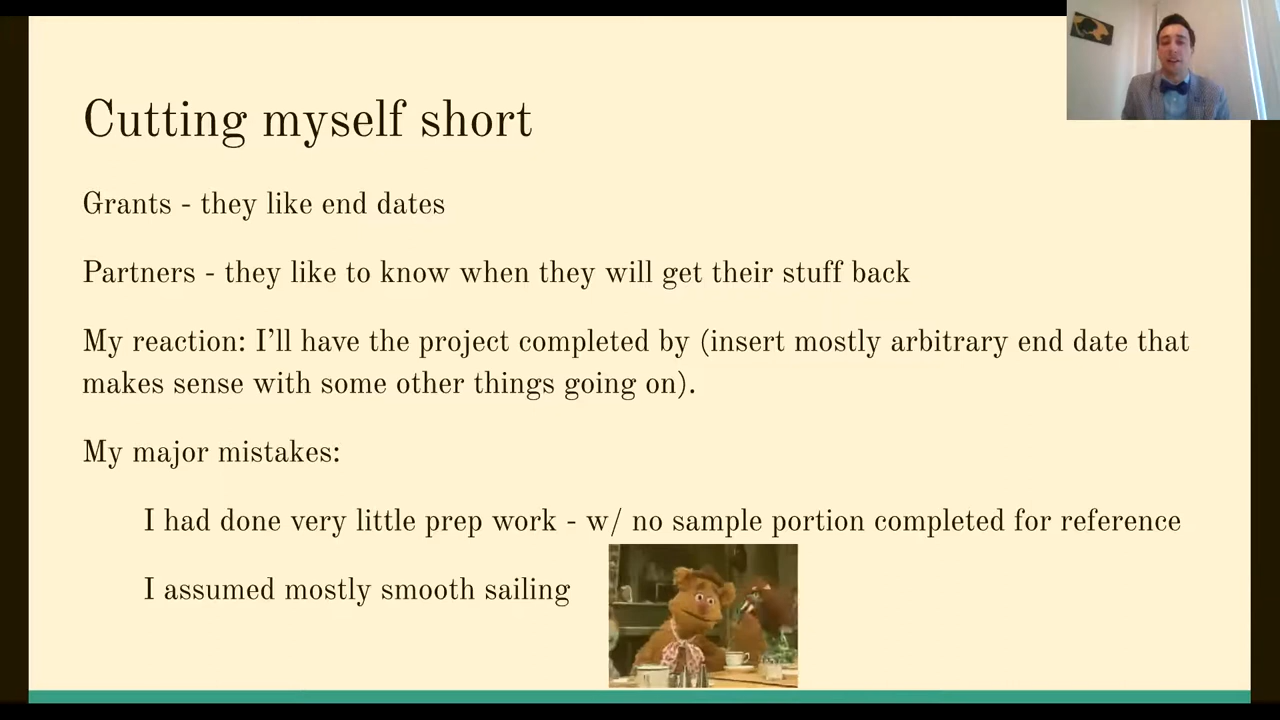 Cutting myself short
Grants - they like end dates
Partners - they like to know when they will get their stuff back
My reaction: I’ll have the project completed by (insert mostly arbitrary end date that
makes sense with some other things going on).
My major mistakes:
I had done very little prep work - w/ no sample portion completed for reference
I assumed mostly smooth sailing